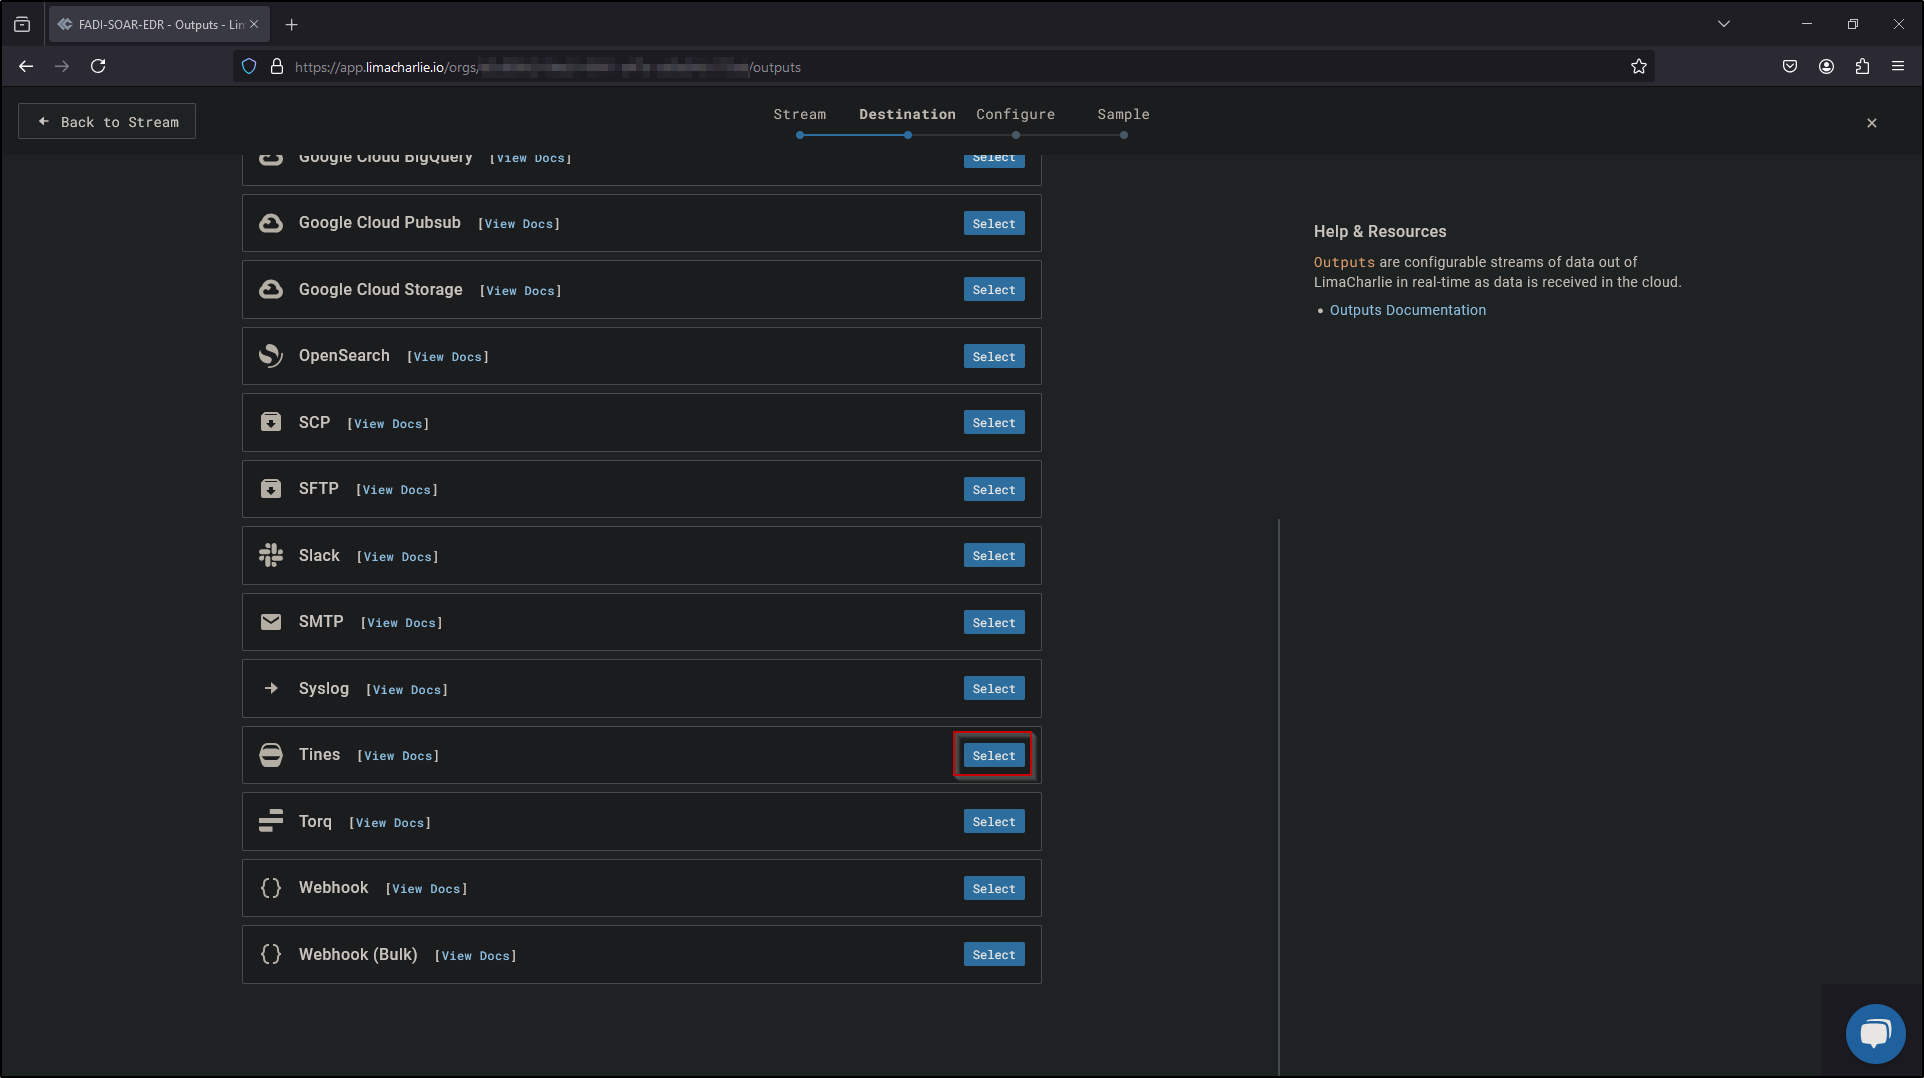 FADI-SOAR-EDR - Outputs - Lim
https://app.limacharlie.io/orgs/ /outputs
Back to Stream
Stream Destination Configure Sample
Google Cloud BigQuery [View Docs] Select
Google Cloud Pubsub [View Docs] Select
Google Cloud Storage [View Docs] Select
OpenSearch [View Docs] Select
SCP [View Docs] Select
SFTP [View Docs] Select
Slack [View Docs] Select
SMTP [View Docs] Select
Syslog [View Docs] Select
Tines [View Docs] Select
Torq [View Docs] Select
Webhook [View Docs] Select
Webhook (Bulk) [View Docs] Select
Help & Resources
Outputs are configurable streams of data out of
LimaCharlie in real-time as data is received in the cloud.
Outputs Documentation